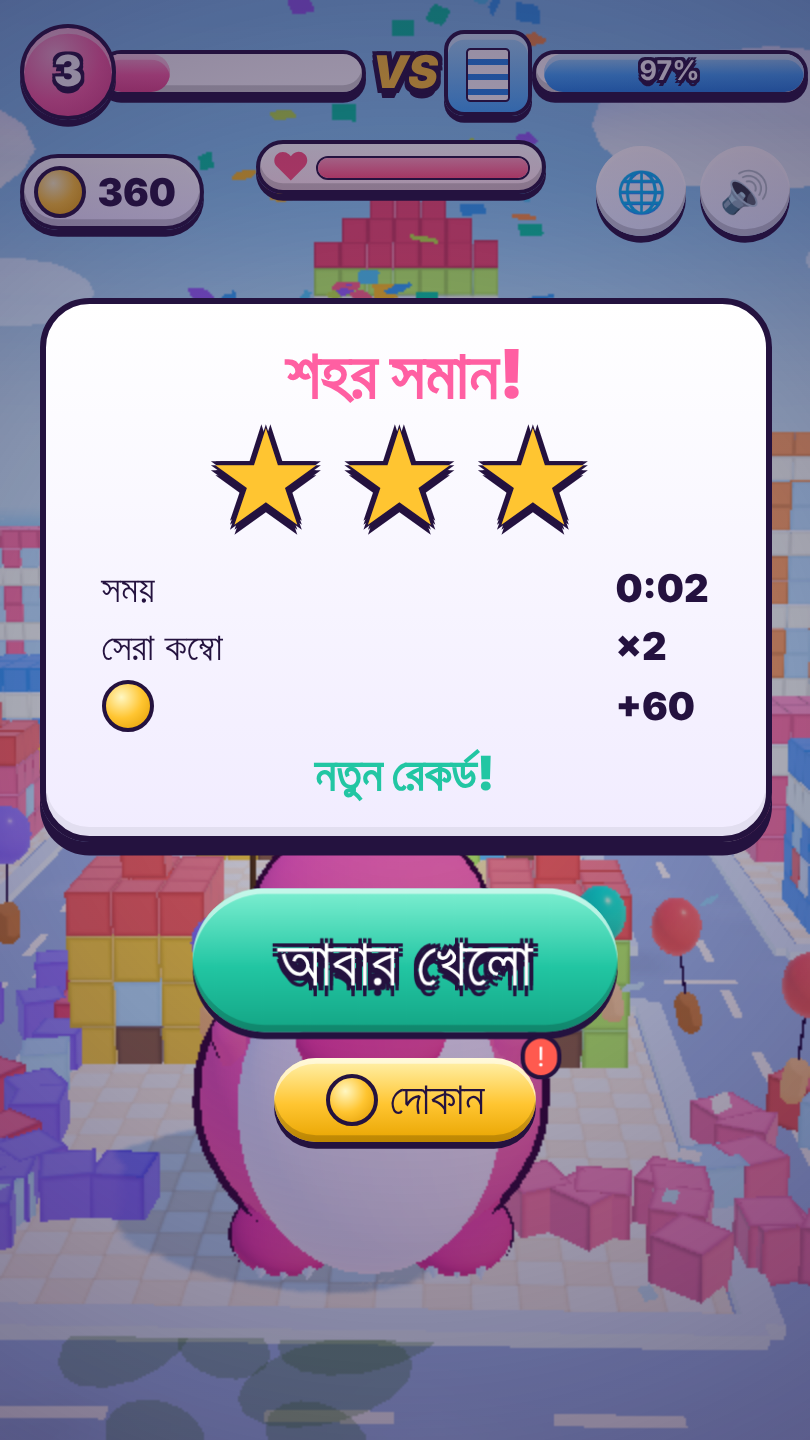 3
VS
97%
360
শহর সমান!
সময় 0:02
সেরা কম্বো ×2
+60
নতুন রেকর্ড!
আবার খেলো
!
দোকান